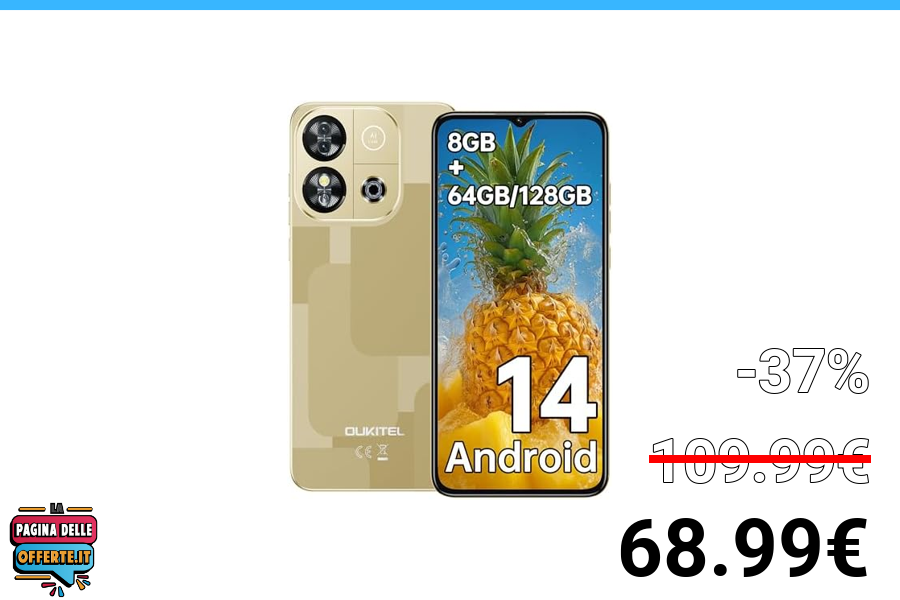 8GB
+
64GB/128GB
14
Android
OUKITEL
-37%
109.99€
68.99€
LA
PAGINA DELLE
OFFERTE.IT